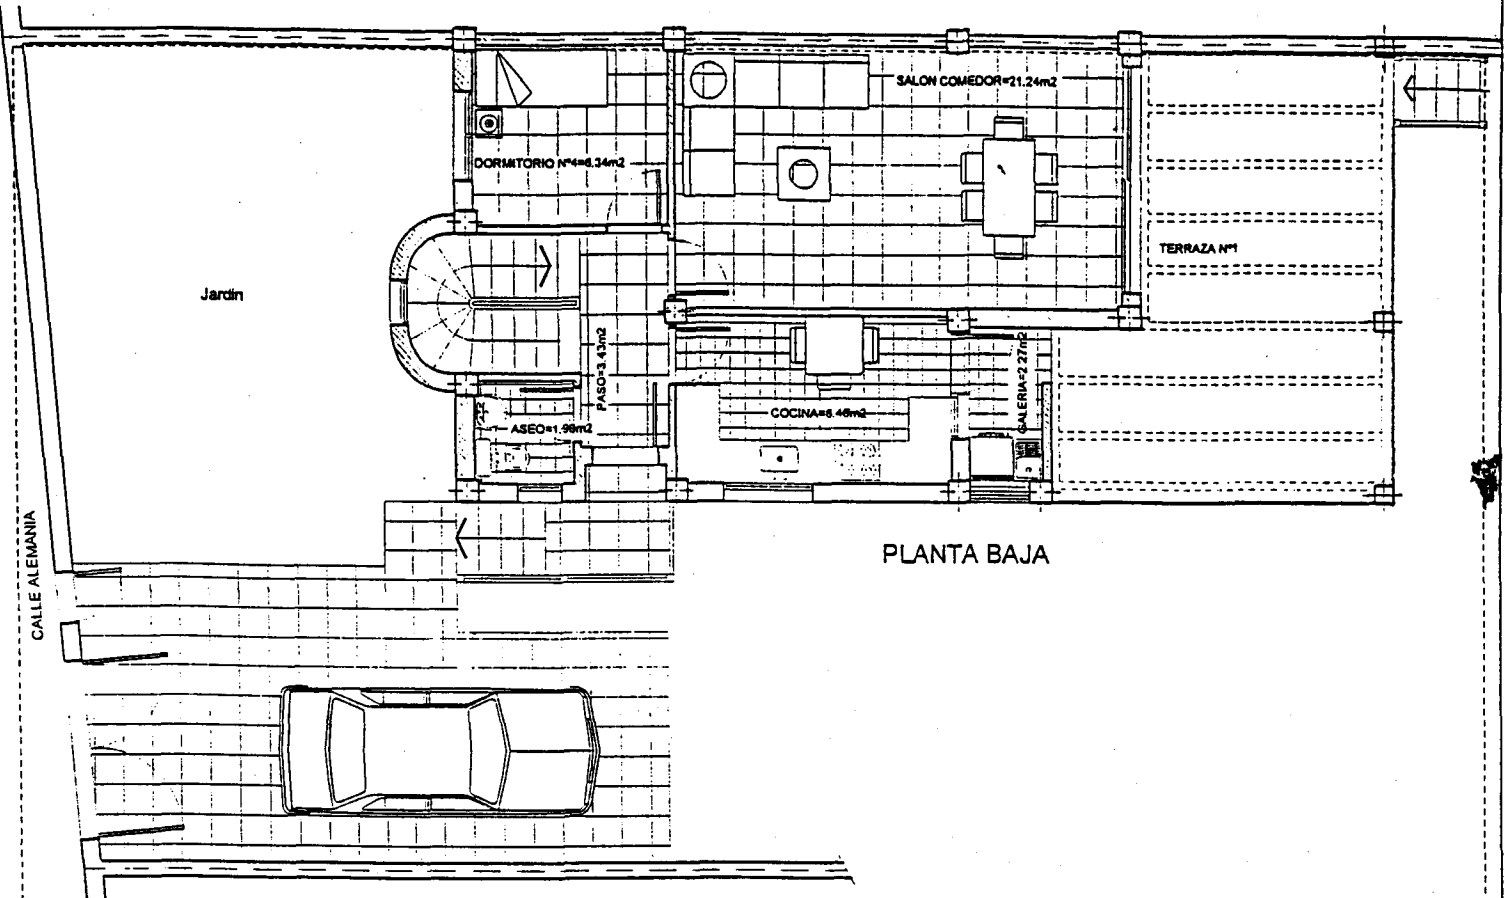 SALON COMEDOR=21.24m2
DORMITORIO Nº4=6.34m2
TERRAZA Nº1
Jardin
PASO=3.43m2
GALERIA=2.27m2
COCINA=6.46m2
ASEO=1.98m2
CALLE ALEMANIA
PLANTA BAJA